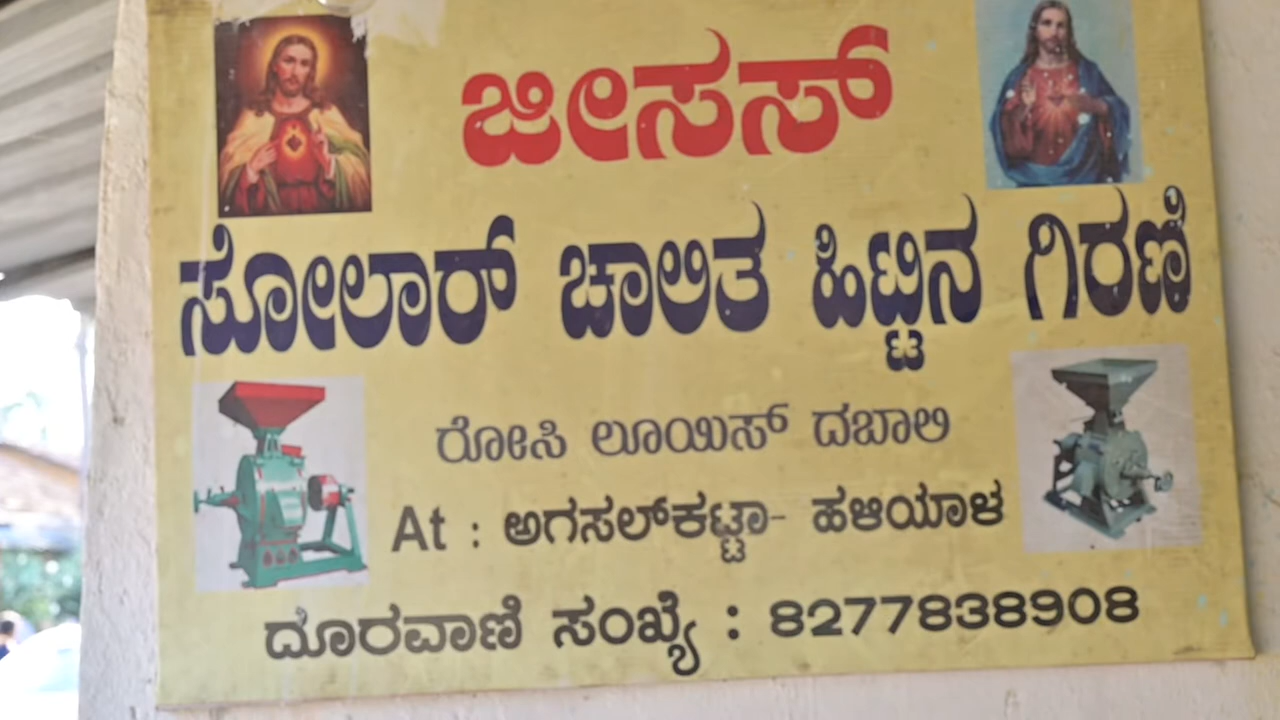 ಜೀಸಸ್
ಸೋಲಾರ್ ಚಾಲಿತ ಹಿಟ್ಟಿನ ಗಿರಣಿ
ರೋಸಿ ಲೂಯಿಸ್ ದಬಾಲಿ
At : ಅಗಸಲ್‌ಕಟ್ಟಾ- ಹಳಿಯಾಳ
ದೂರವಾಣಿ ಸಂಖ್ಯೆ : 8277838908